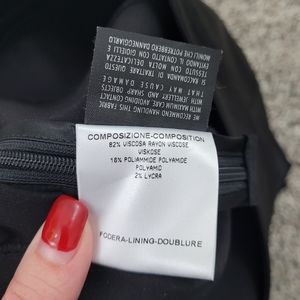 WE RECOMMEND HANDLING THIS FABRIC
WITH MAXIMUM CARE AVOIDING CONTACT
WITH JEWELLERY AND SHARP OBJECTS
THAT MAY CAUSE DAMAGE
SI RACCOMANDA DI TRATTARE QUESTO
TESSUTO CON MOLTA DELICATEZZA
EVITANDO IL CONTATTO CON GIOIELLI E
MONILI CHE POTREBBERO DANNEGGIARLO
COMPOSIZIONE-COMPOSITION
82% VISCOSA RAYON VISCOSE
VISKOSE
16% POLIAMMIDE POLYAMIDE
POLYAMID
2% LYCRA
FODERA-LINING-DOUBLURE